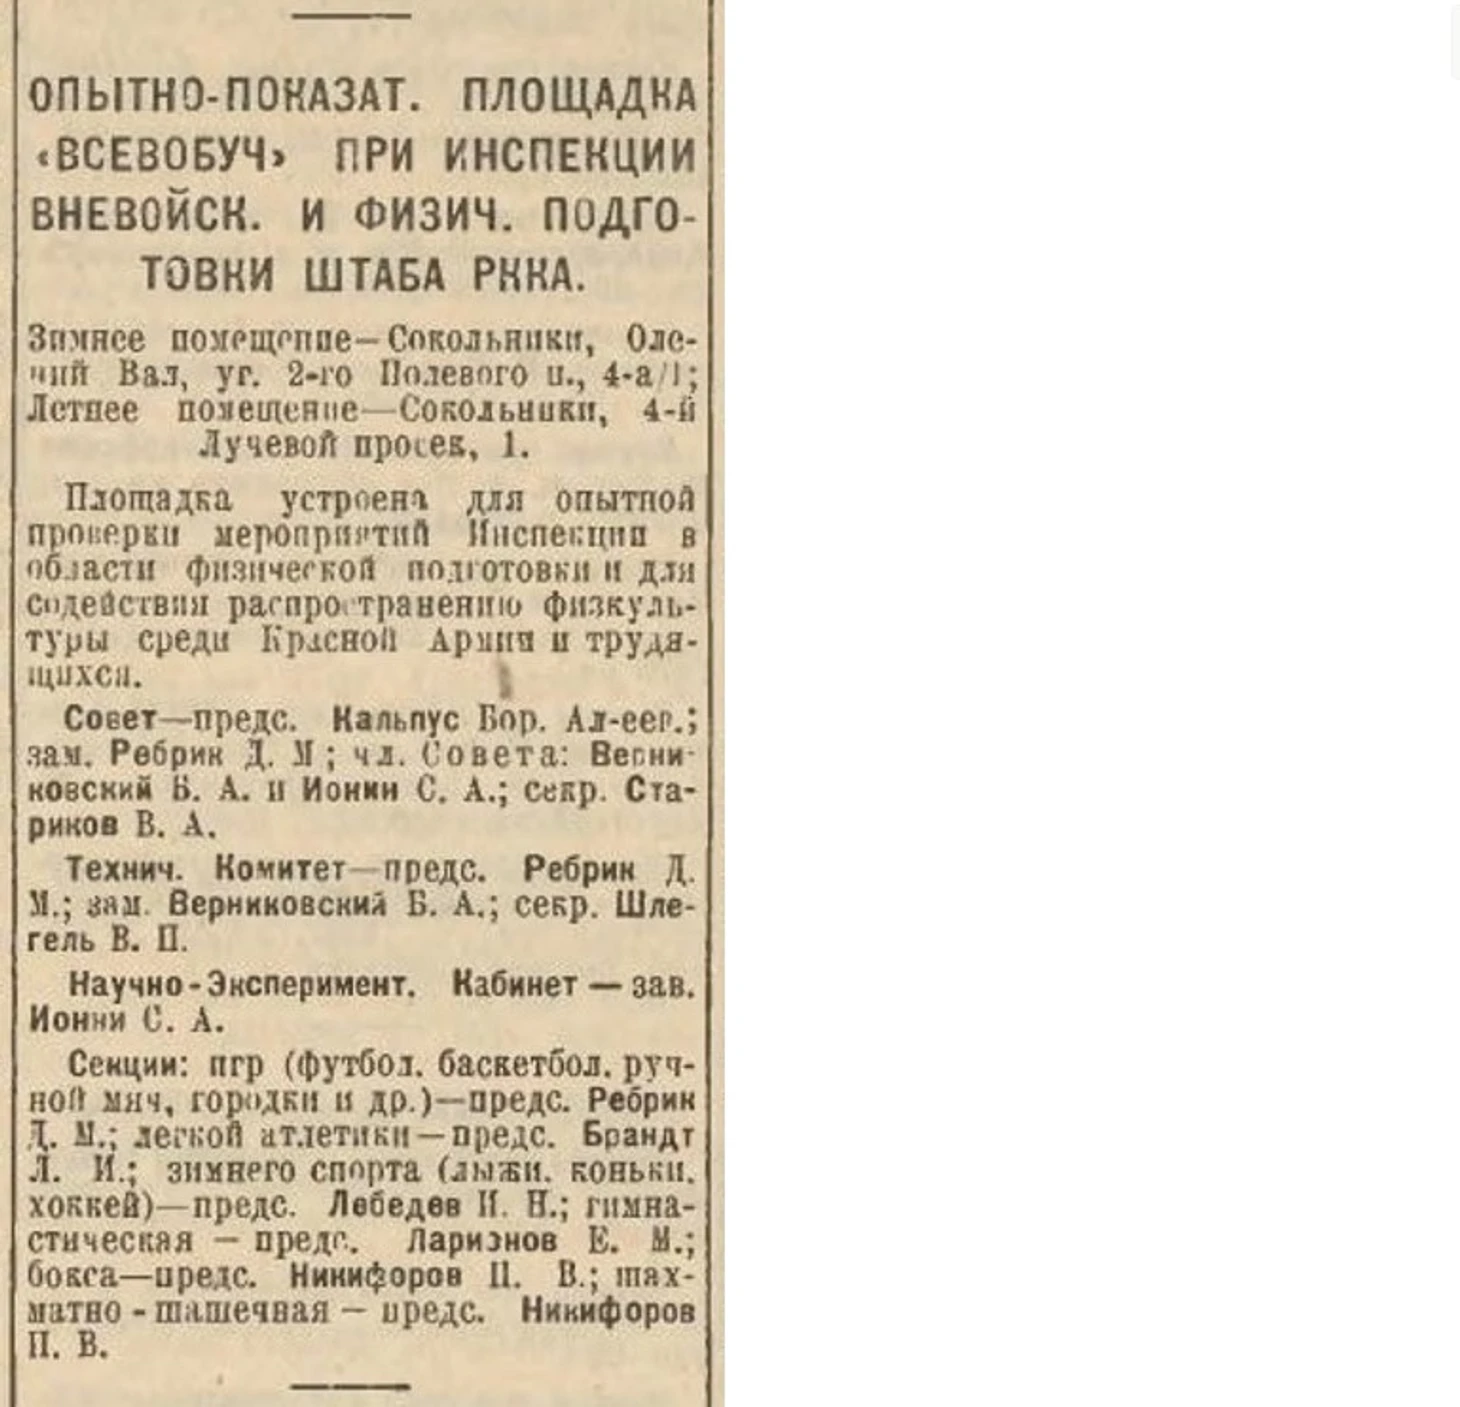 ОПЫТНО-ПОКАЗАТ. ПЛОЩАДКА
«ВСЕВОБУЧ» ПРИ ИНСПЕКЦИИ
ВНЕВОЙСК. И ФИЗИЧ. ПОДГО-
ТОВКИ ШТАБА РККА.
Зимнее помещение—Сокольники, Оле-
ний Вал, уг. 2-го Полевого п., 4-а/1;
Летнее помещение—Сокольники, 4-й
Лучевой просек, 1.
Площадка устроена для опытной
проверки мероприятий Инспекции в
области физической подготовки и для
содействия распространению физкуль-
туры среди Красной Армии и трудя-
щихся.
Совет—предс. Кальпус Бор. Ал-еев.;
зам. Ребрик Д. М; чл. Совета: Верни-
ковский Б. А. и Ионин С. А.; секр. Ста-
риков В. А.
Технич. Комитет—предс. Ребрик Д.
М.; зам. Верниковский Б. А.; секр. Шле-
гель В. П.
Научно-Эксперимент. Кабинет — зав.
Ионин С. А.
Секции: игр (футбол, баскетбол, руч-
ной мяч, городки и др.)—предс. Ребрик
Д. М.; легкой атлетики—предс. Брандт
Л. И.; зимнего спорта (лыжи, коньки,
хоккей)—предс. Лебедев И. Н.; гимна-
стическая — предс. Ларионов Е. М.;
бокса—предс. Никифоров П. В.; шах-
матно-шашечная — предс. Никифоров
П. В.